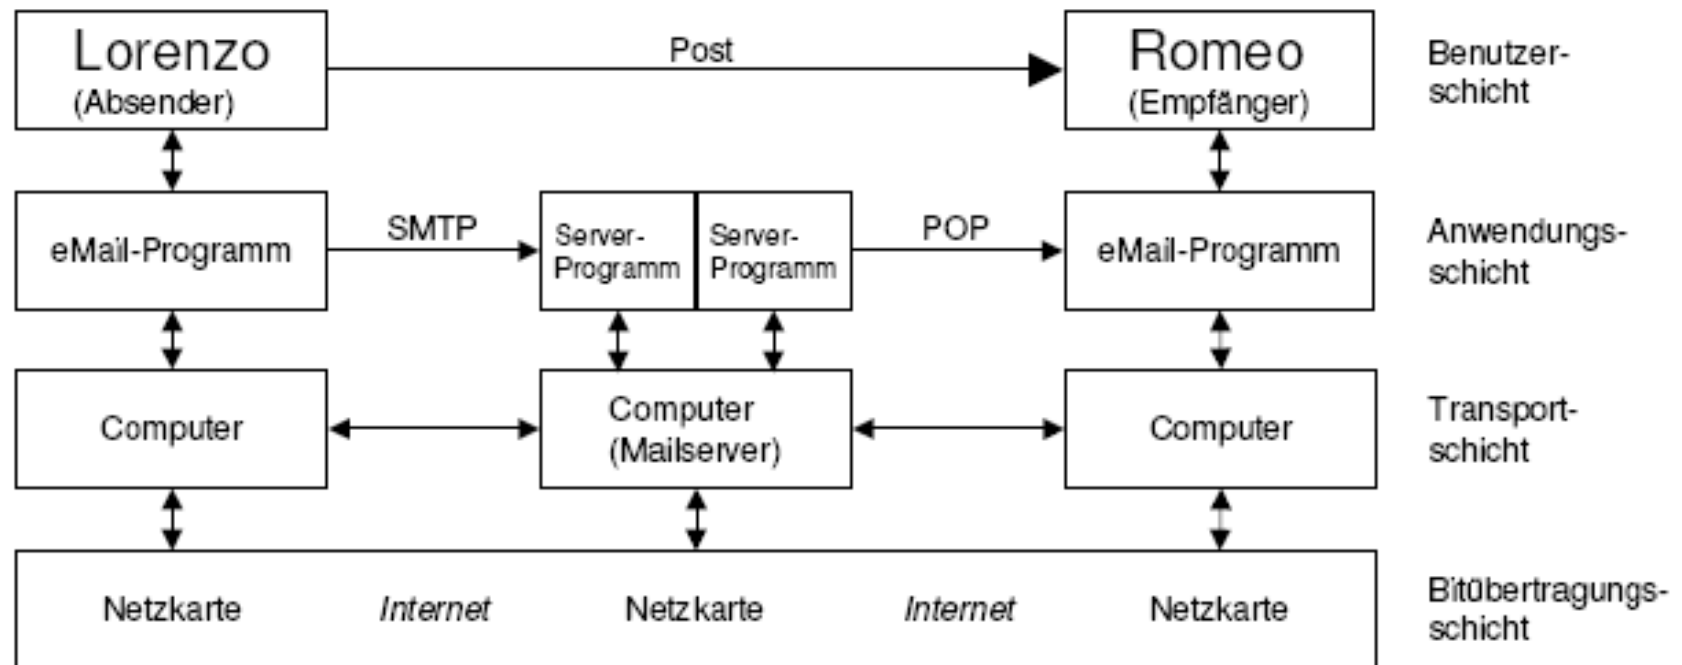 Lorenzo
(Absender)
Post
Romeo
(Empfänger)
Benutzer-
schicht
eMail-Programm
SMTP
Server-
Programm
Server-
Programm
POP
eMail-Programm
Anwendungs-
schicht
Computer
Computer
(Mailserver)
Computer
Transport-
schicht
Netzkarte
Internet
Netzkarte
Internet
Netzkarte
Bitübertragungs-
schicht